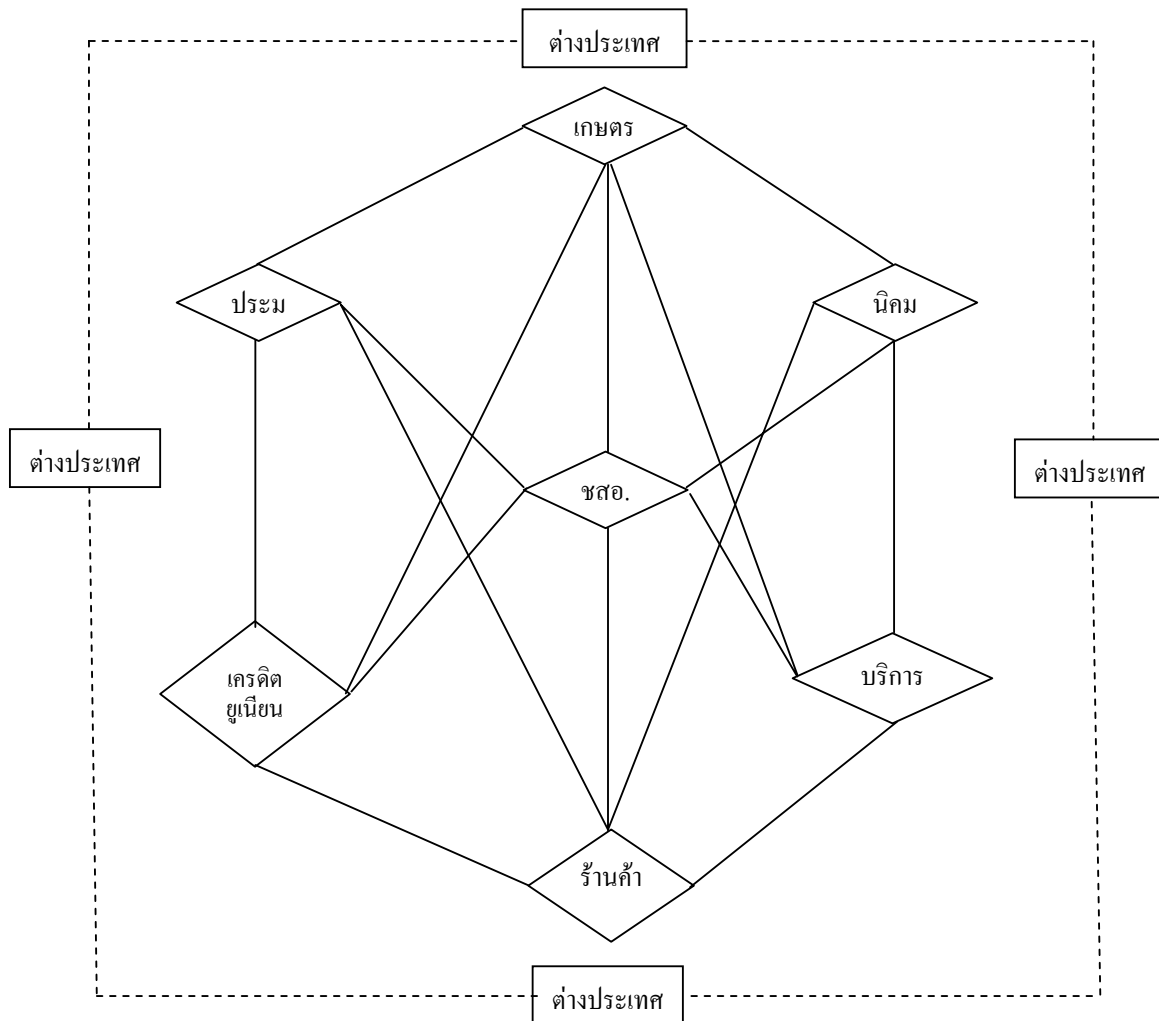 ต่างประเทศ
เกษตร
ประม
นิคม
ต่างประเทศ
ชสอ.
ต่างประเทศ
เครดิต
ยูเนียน
บริการ
ร้านค้า
ต่างประเทศ